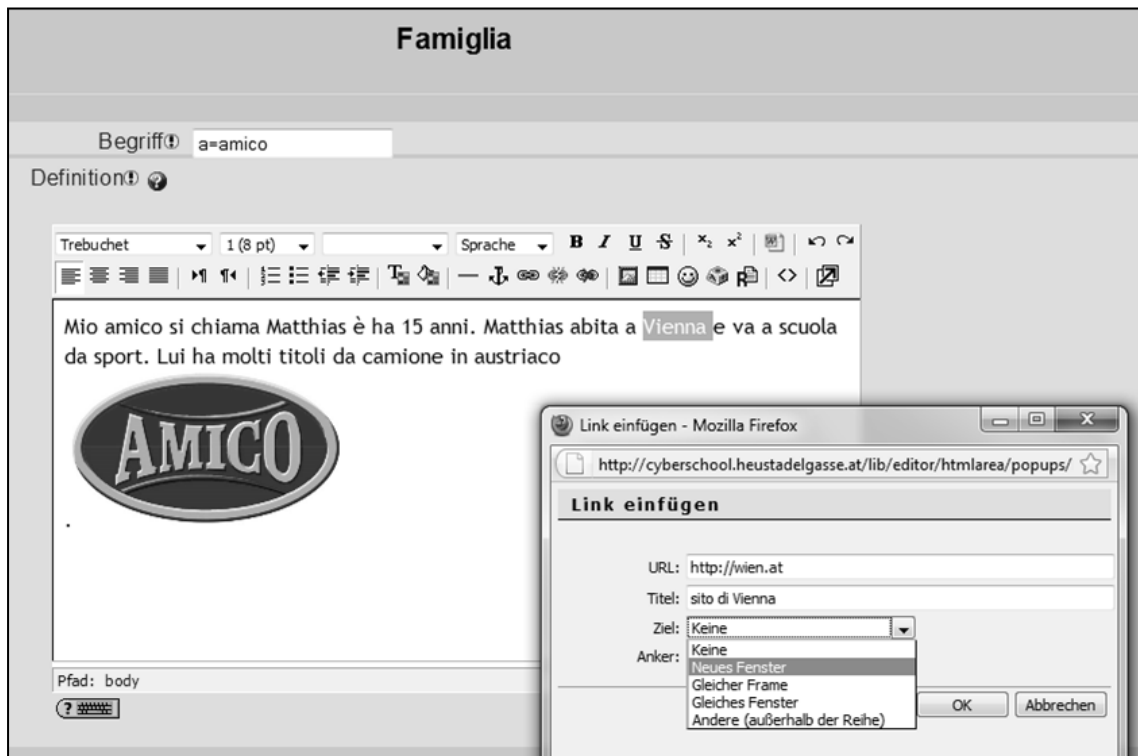 Famiglia
Begriff
a=amico
Definition
Trebuchet 1 (8 pt) Sprache B I U S x₂ x²
Mio amico si chiama Matthias è ha 15 anni. Matthias abita a Vienna e va a scuola
da sport. Lui ha molti titoli da camione in austriaco
AMICO
.
Pfad: body
Link einfügen - Mozilla Firefox
http://cyberschool.heustadelgasse.at/lib/editor/htmlarea/popups/
Link einfügen
URL: http://wien.at
Titel: sito di Vienna
Ziel: Keine
Anker:
Keine
Neues Fenster
Gleicher Frame
Gleiches Fenster
Andere (außerhalb der Reihe)
OK Abbrechen